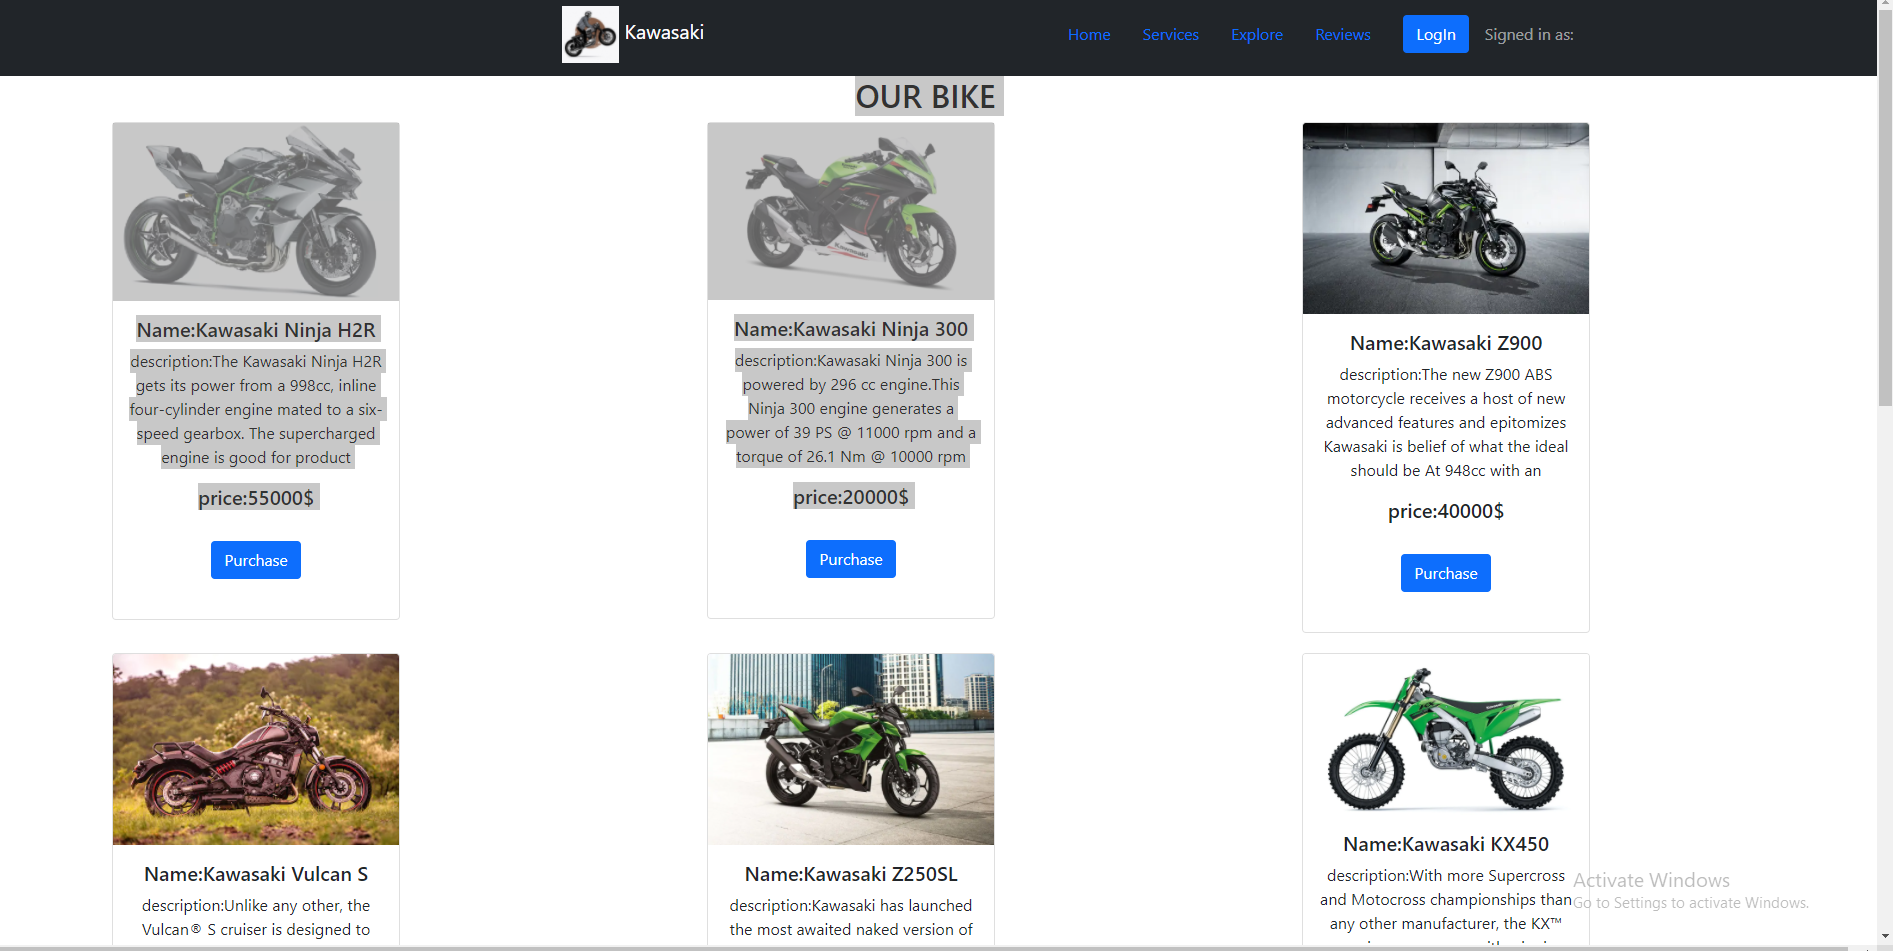 Kawasaki
Home Services Explore Reviews LogIn Signed in as:
OUR BIKE
Name:Kawasaki Ninja H2R
description:The Kawasaki Ninja H2R
gets its power from a 998cc, inline
four-cylinder engine mated to a six-
speed gearbox. The supercharged
engine is good for product
price:55000$
Purchase
Name:Kawasaki Ninja 300
description:Kawasaki Ninja 300 is
powered by 296 cc engine.This
Ninja 300 engine generates a
power of 39 PS @ 11000 rpm and a
torque of 26.1 Nm @ 10000 rpm
price:20000$
Purchase
Name:Kawasaki Z900
description:The new Z900 ABS
motorcycle receives a host of new
advanced features and epitomizes
Kawasaki is belief of what the ideal
should be At 948cc with an
price:40000$
Purchase
Name:Kawasaki Vulcan S
description:Unlike any other, the
Vulcan® S cruiser is designed to
Name:Kawasaki Z250SL
description:Kawasaki has launched
the most awaited naked version of
Name:Kawasaki KX450
description:With more Supercross
and Motocross championships than
any other manufacturer, the KX™
Activate Windows
Go to Settings to activate Windows.